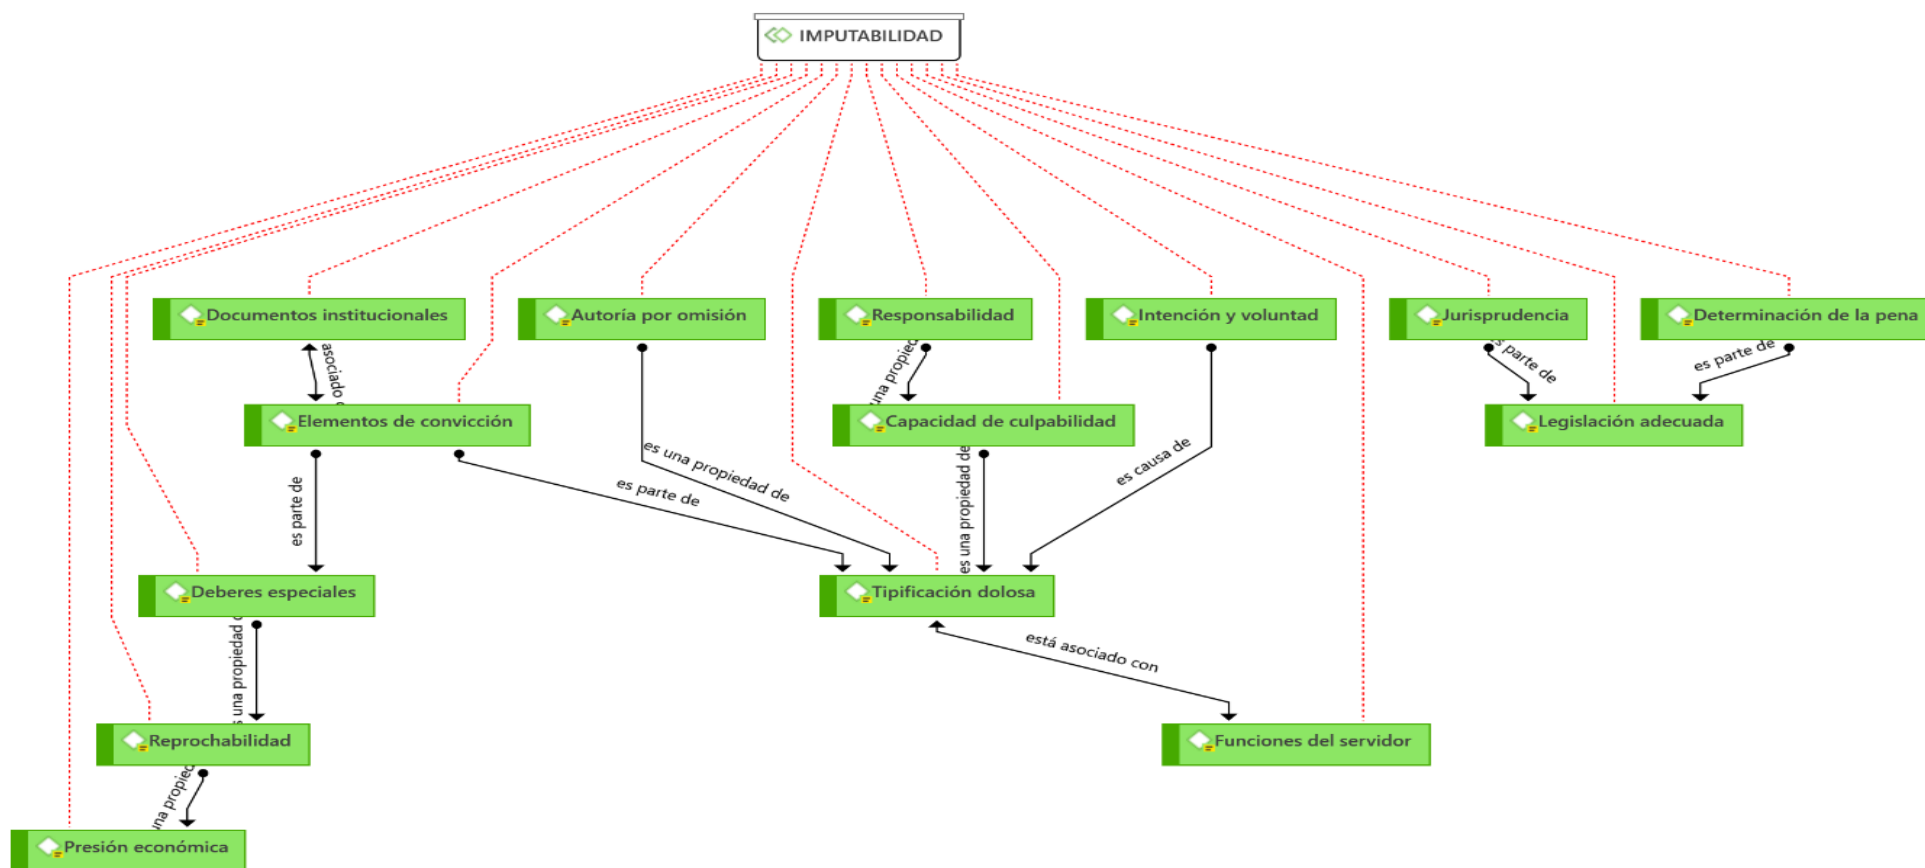 IMPUTABILIDAD
Documentos institucionales
Autoría por omisión
Responsabilidad
Intención y voluntad
Jurisprudencia
Determinación de la pena
asociado
una propied
es parte de
es parte de
Elementos de convicción
Capacidad de culpabilidad
Legislación adecuada
es parte de
es parte de
es una propiedad de
es una propiedad de
es causa de
Deberes especiales
Tipificación dolosa
una propiedad
está asociado con
Reprochabilidad
Funciones del servidor
una propied
Presión económica